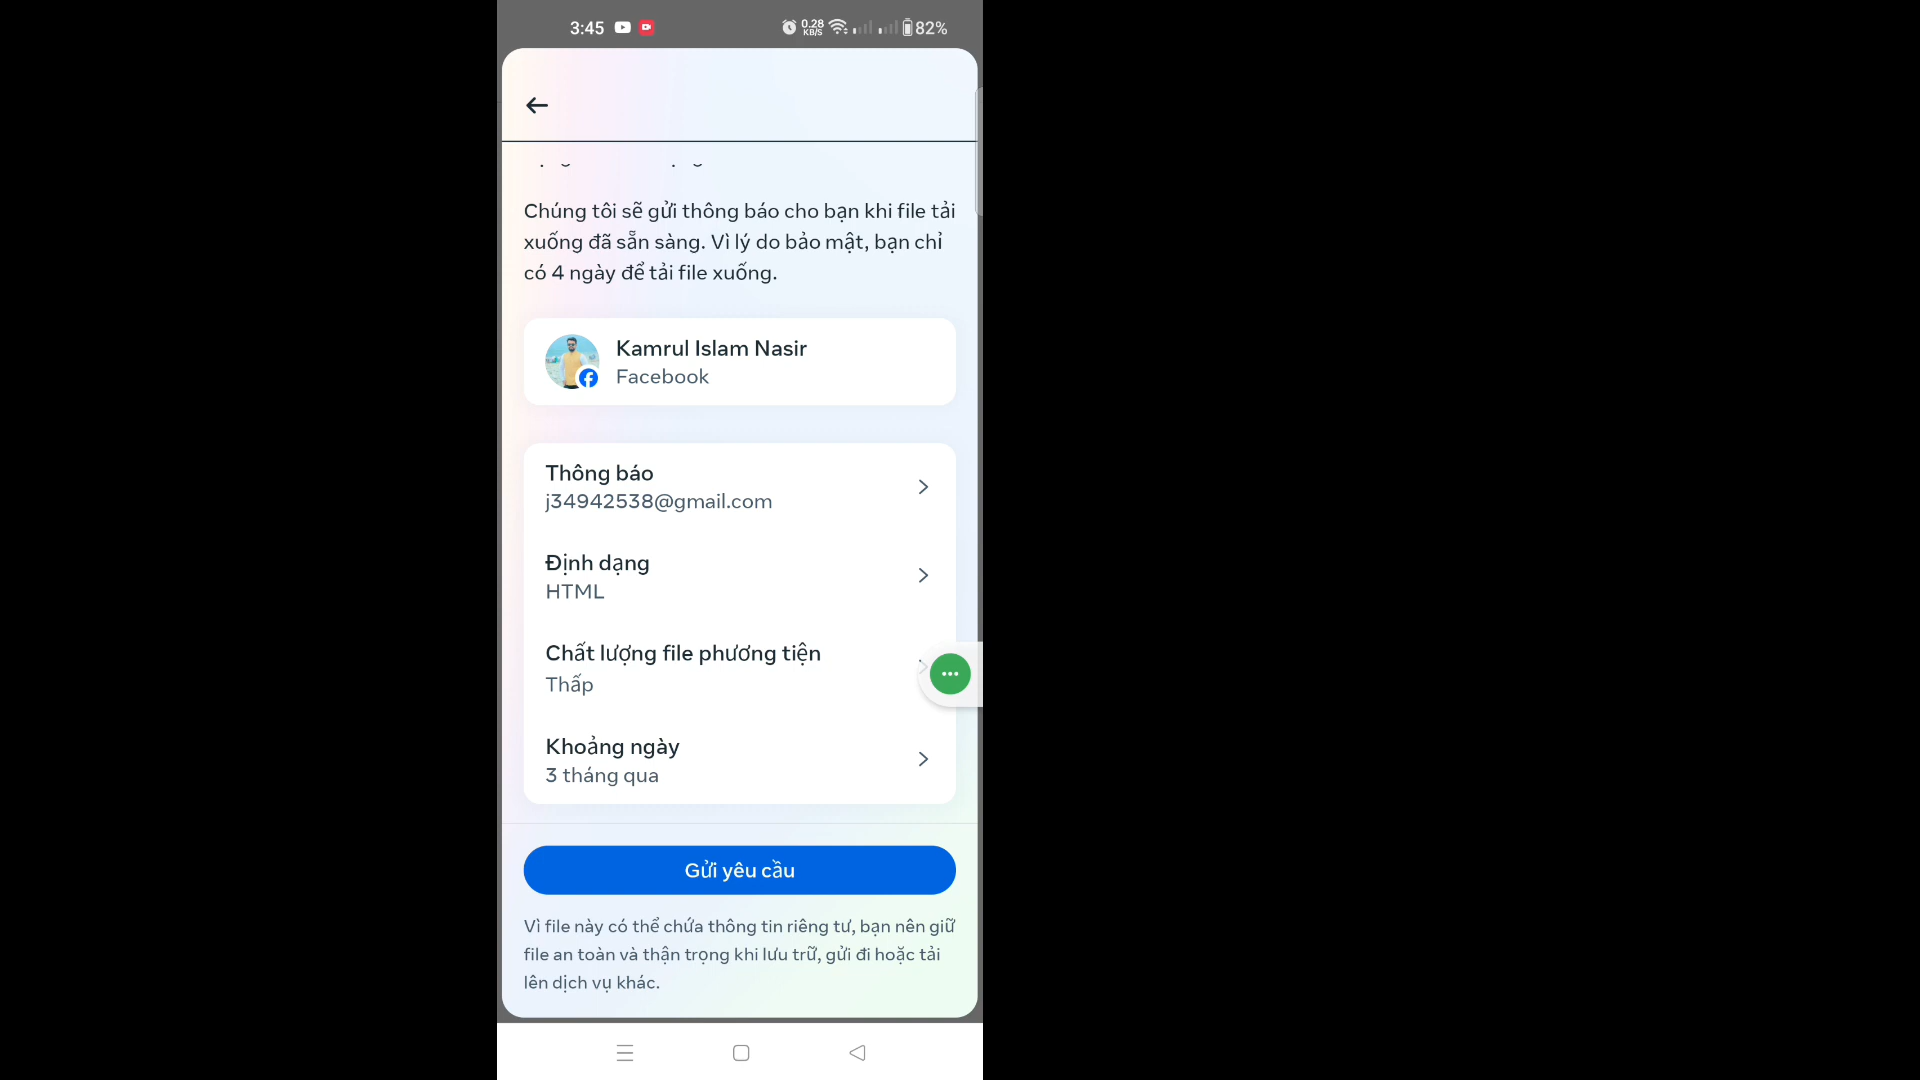 3:45
0.28
KB/S
82%
Chúng tôi sẽ gửi thông báo cho bạn khi file tải
xuống đã sẵn sàng. Vì lý do bảo mật, bạn chỉ
có 4 ngày để tải file xuống.
Kamrul Islam Nasir
Facebook
Thông báo
j34942538@gmail.com
Định dạng
HTML
Chất lượng file phương tiện
Thấp
Khoảng ngày
3 tháng qua
Gửi yêu cầu
Vì file này có thể chứa thông tin riêng tư, bạn nên giữ
file an toàn và thận trọng khi lưu trữ, gửi đi hoặc tải
lên dịch vụ khác.